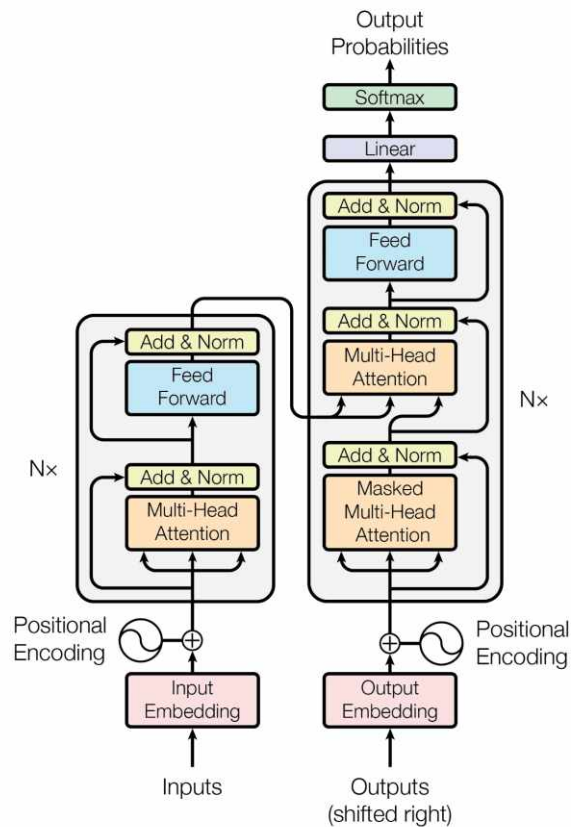 Output
Probabilities
Softmax
Linear
Add & Norm
Feed
Forward
Add & Norm
Multi-Head
Attention
Add & Norm
Masked
Multi-Head
Attention
N×
Add & Norm
Feed
Forward
Add & Norm
Multi-Head
Attention
N×
Positional
Encoding
Positional
Encoding
Input
Embedding
Output
Embedding
Inputs
Outputs
(shifted right)